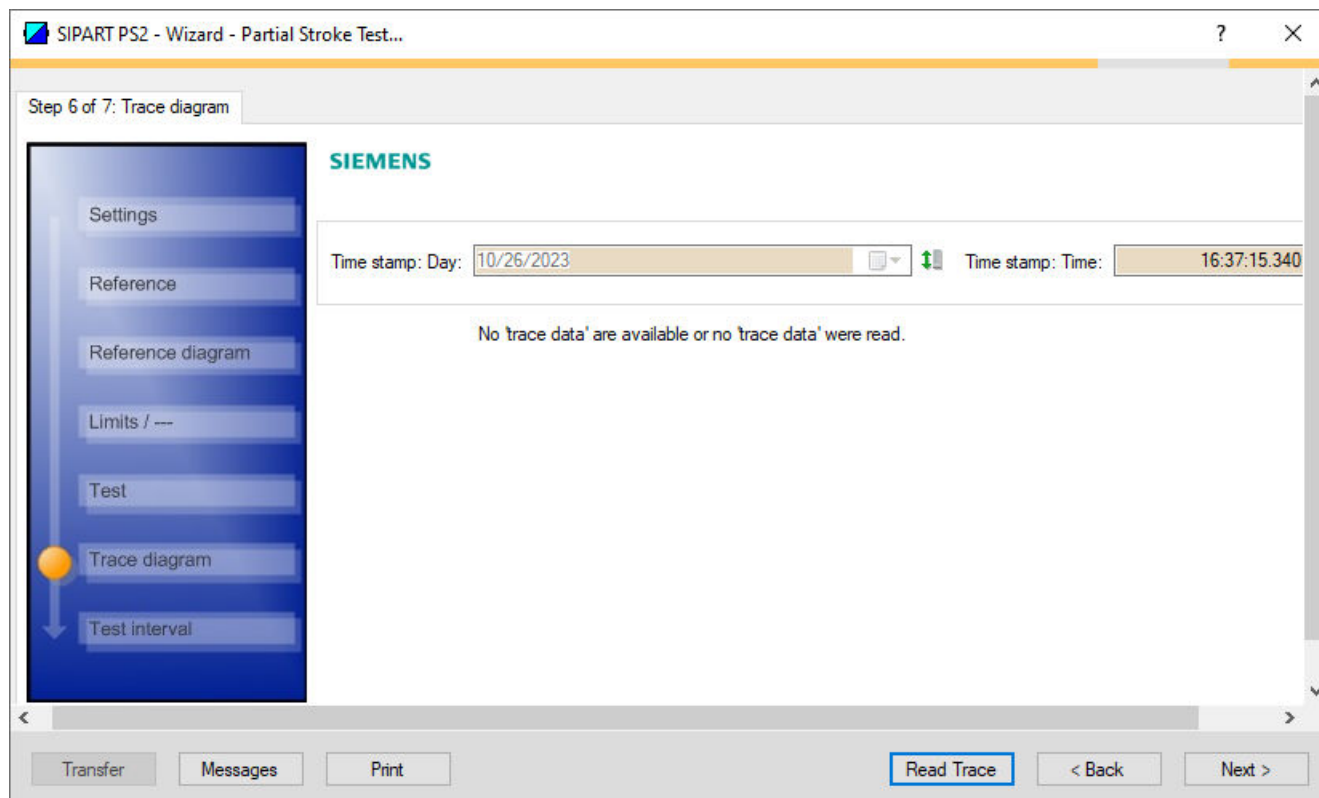 SIPART PS2 - Wizard - Partial Stroke Test...
?
Step 6 of 7: Trace diagram
SIEMENS
Settings
Reference
Reference diagram
Limits / ---
Test
Trace diagram
Test interval
Time stamp: Day: 10/26/2023 Time stamp: Time: 16:37:15.340
No 'trace data' are available or no 'trace data' were read.
Transfer Messages Print Read Trace < Back Next >